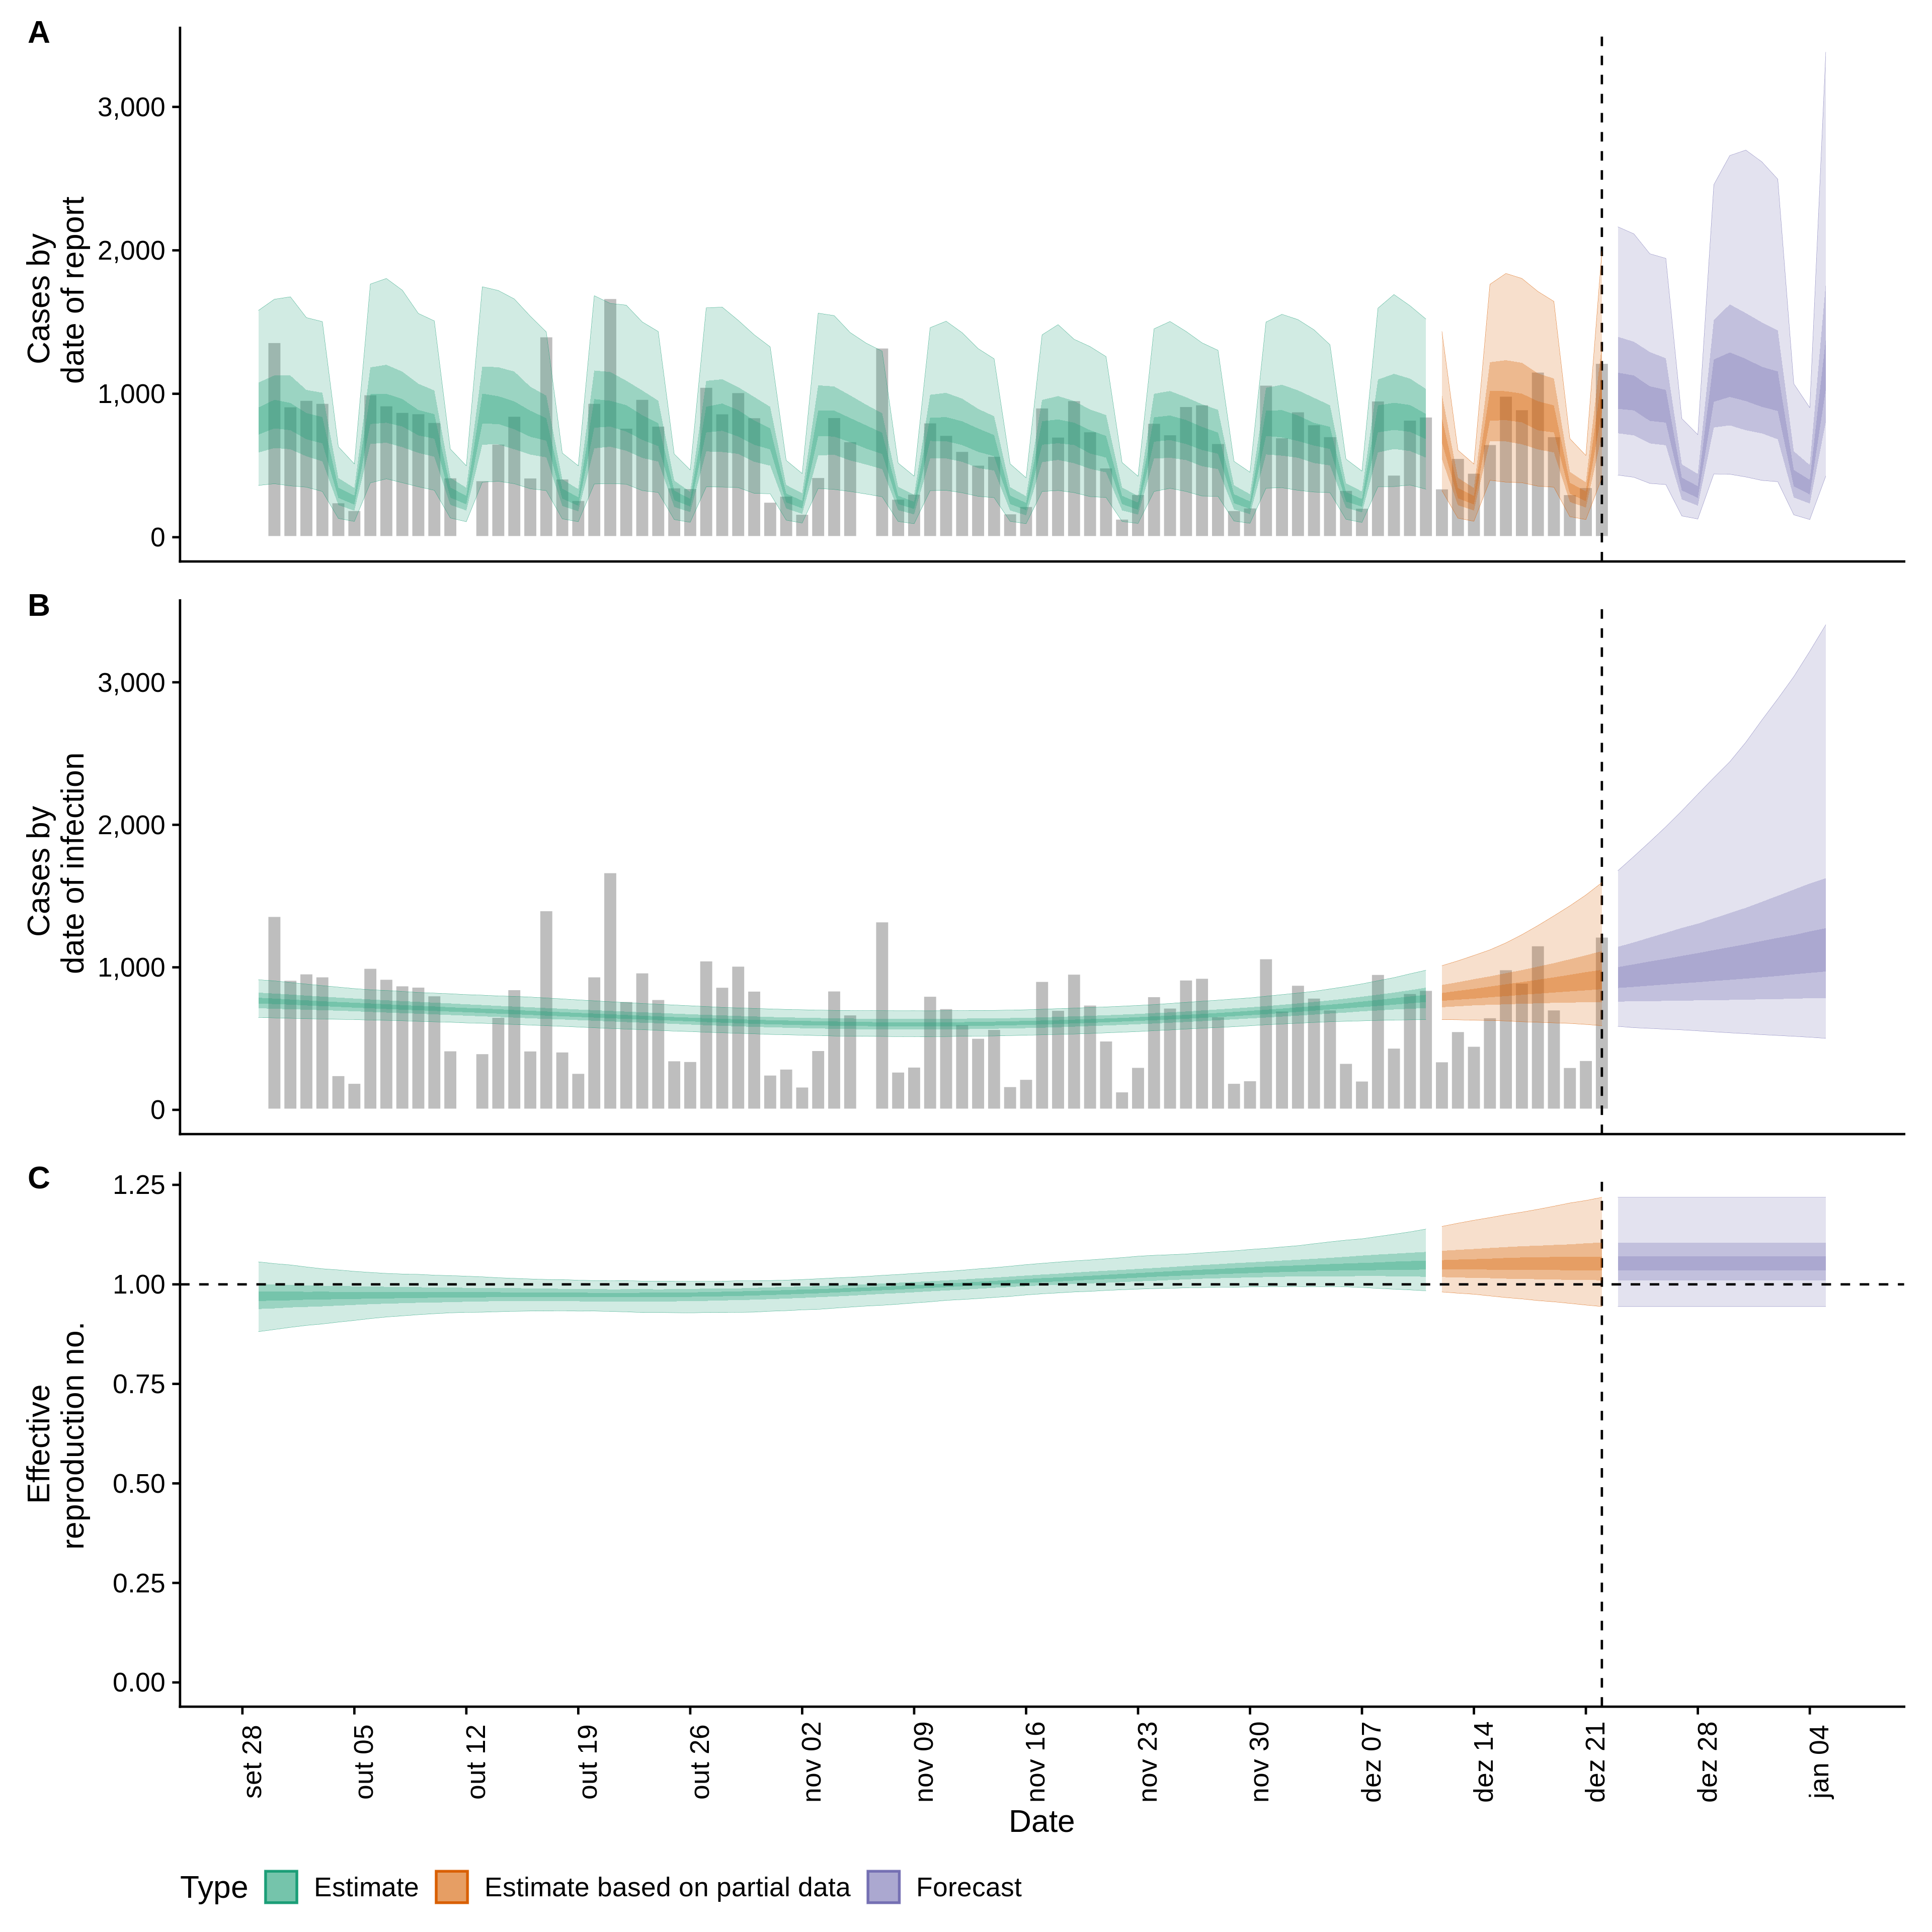 A
Cases by
date of report
3,000
2,000
1,000
0
B
Cases by
date of infection
3,000
2,000
1,000
0
C
Effective
reproduction no.
1.25
1.00
0.75
0.50
0.25
0.00
set 28
out 05
out 12
out 19
out 26
nov 02
nov 09
nov 16
nov 23
nov 30
dez 07
dez 14
dez 21
dez 28
jan 04
Date
Type Estimate Estimate based on partial data Forecast